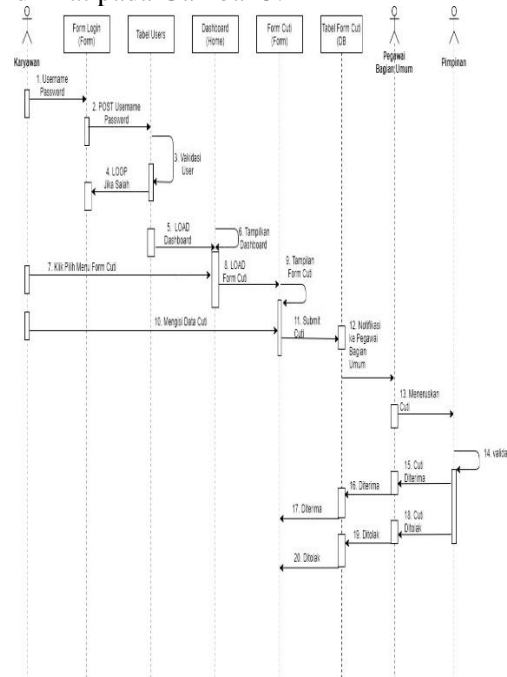 Form Login
(Form)
Tabel Users
Dashboard
(Home)
Form Cuti
(Form)
Tabel Form Cuti
(DB
Karyawan
Pegawai
Bagian Umum
Pimpinan
1. Username
Password
2. POST Username
Password
3. Validasi
User
4. LOOP
Jika Salah
5. LOAD
Dashboard
6. Tampilkan
Dashboard
7. Klik Pilih Menu Form Cuti
8. LOAD
Form Cuti
9. Tampilan
Form Cuti
10. Mengisi Data Cuti
11. Submit
Cuti
12. Notifikasi
ke Pegawai
Bagian
Umum
13. Meneruskan
Cuti
14. valida
15. Cuti
Diterima
16. Diterima
17. Diterima
18. Cuti
Ditolak
19. Ditolak
20. Ditolak